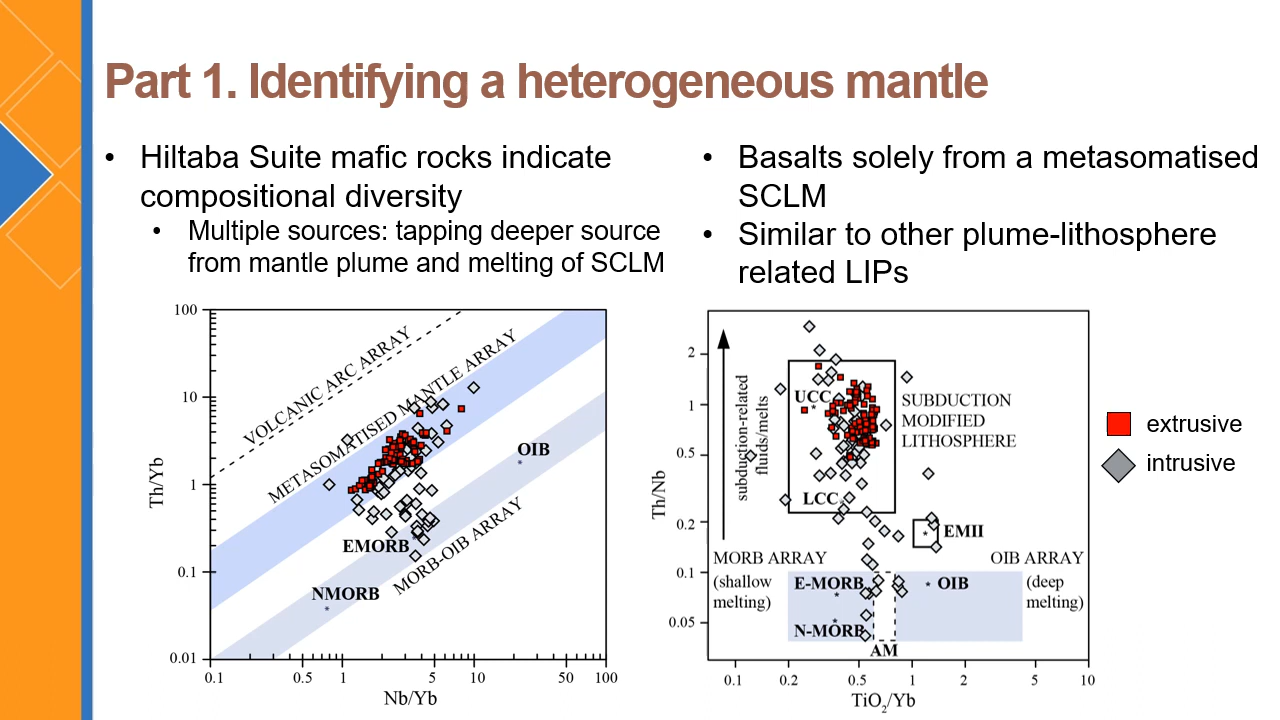 Part 1. Identifying a heterogeneous mantle
• Hiltaba Suite mafic rocks indicate
compositional diversity
• Multiple sources: tapping deeper source
from mantle plume and melting of SCLM
• Basalts solely from a metasomatised
SCLM
• Similar to other plume-lithosphere
related LIPs
100
10
1
0.1
0.01
Th/Yb
VOLCANIC ARC ARRAY
METASOMATISED MANTLE ARRAY
OIB
EMORB
MORB-OIB ARRAY
NMORB
0.1
0.5
1
5
10
50
100
Nb/Yb
2
1
0.5
0.2
0.1
0.05
Th/Nb
subduction-related
fluids/melts
UCC
SUBDUCTION
MODIFIED
LITHOSPHERE
LCC
EMII
MORB ARRAY
(shallow
melting)
OIB ARRAY
(deep
melting)
E-MORB
OIB
N-MORB
AM
0.1
0.2
0.5
1
2
5
10
TiO2/Yb
extrusive
intrusive